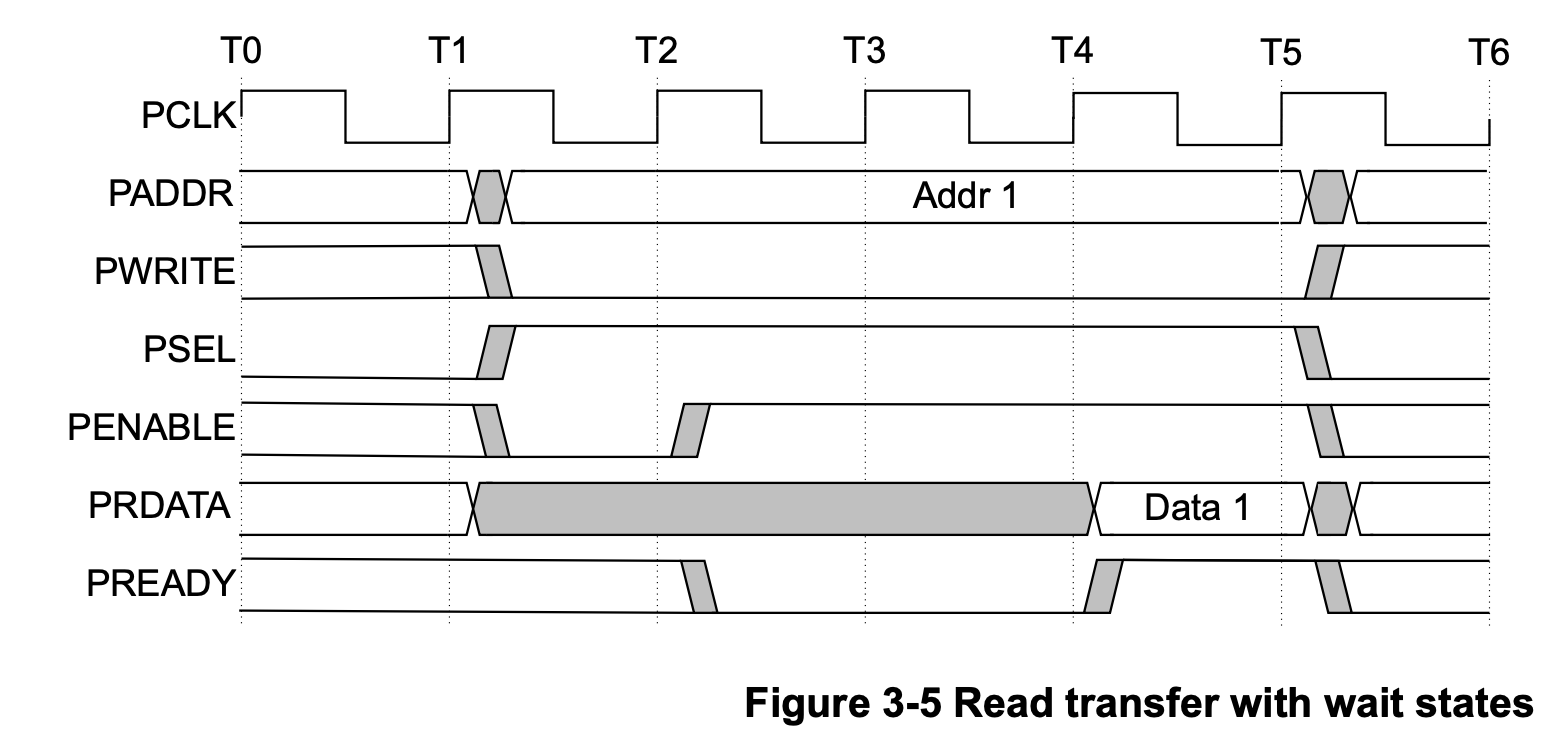 T0 T1 T2 T3 T4 T5 T6
PCLK
PADDR Addr 1
PWRITE
PSEL
PENABLE
PRDATA Data 1
PREADY
Figure 3-5 Read transfer with wait states